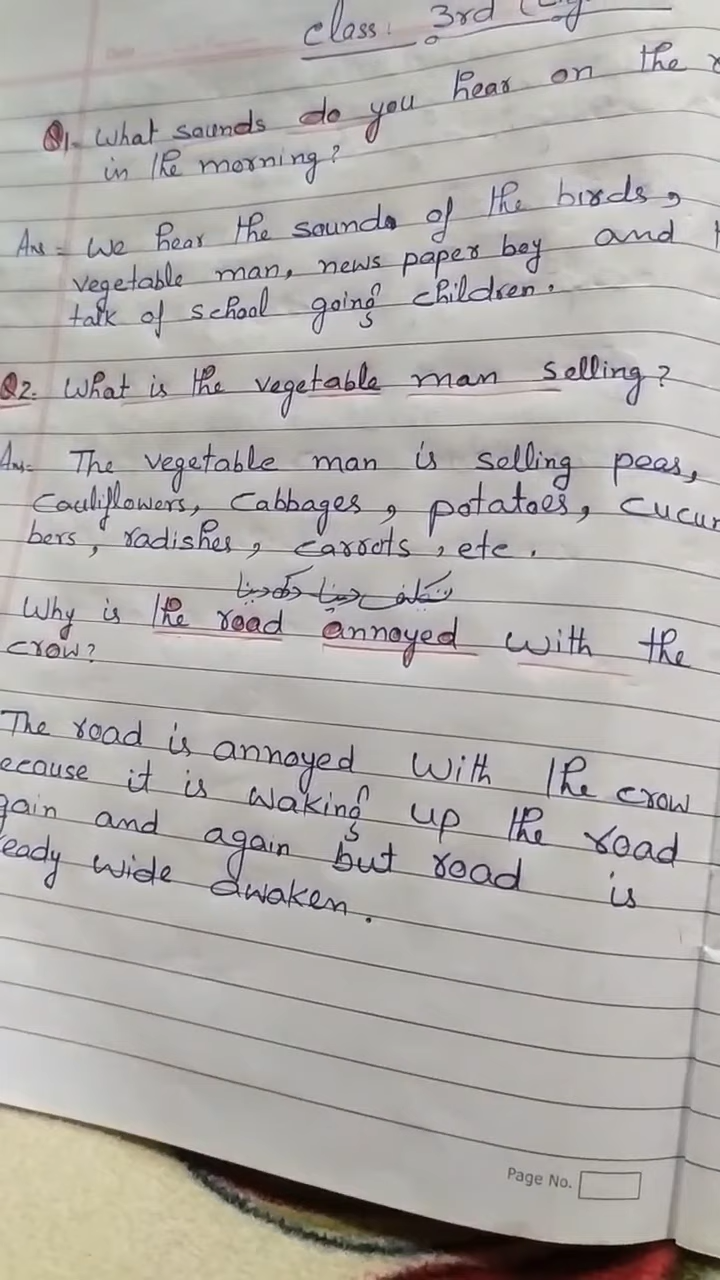 class: 3rd
Q1- What sounds do you hear on the
in the morning?
Ans = We hear the sounds of the birds,
vegetable man, news paper boy and
talk of school going children.
Q2. What is the vegetable man selling?
Ans- The vegetable man is selling peas,
Cauliflowers, Cabbages, potatoes, cucum
bers, radishes, carrots, etc.
Why is the road annoyed with the
crow?
The road is annoyed with the crow
ecause it is waking up the road
gain and again but road is
eady wide awaken.
Page No.